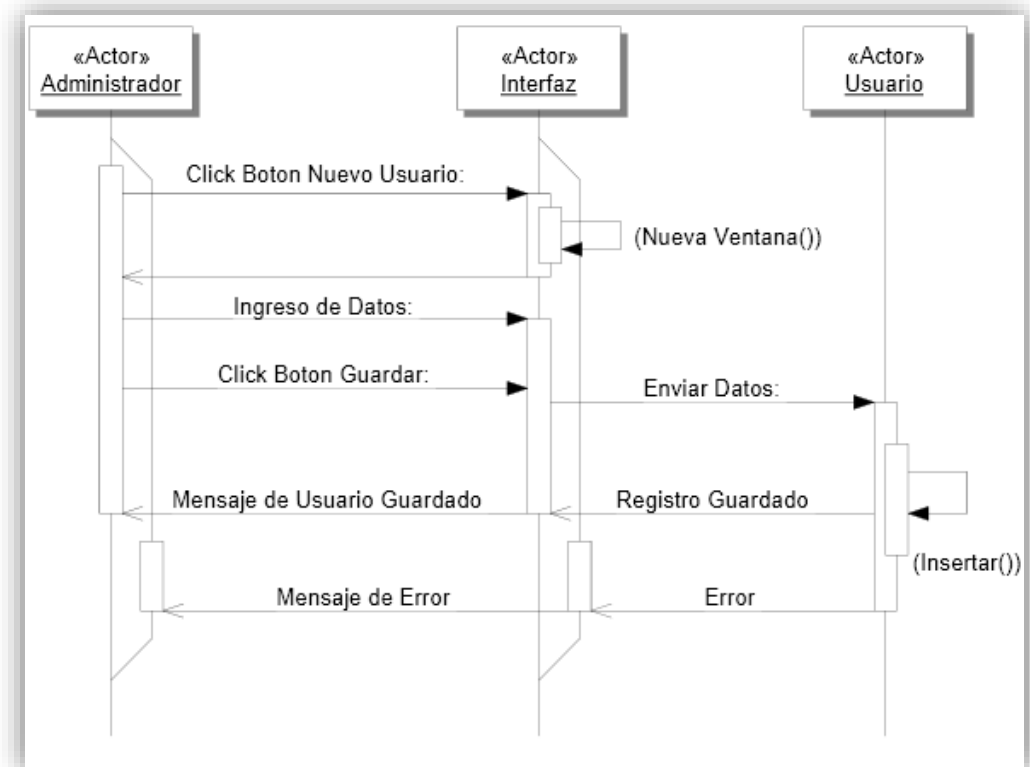 «Actor»
Administrador
«Actor»
Interfaz
«Actor»
Usuario
Click Boton Nuevo Usuario:
(Nueva Ventana())
Ingreso de Datos:
Click Boton Guardar:
Enviar Datos:
Mensaje de Usuario Guardado
Registro Guardado
(Insertar())
Mensaje de Error
Error